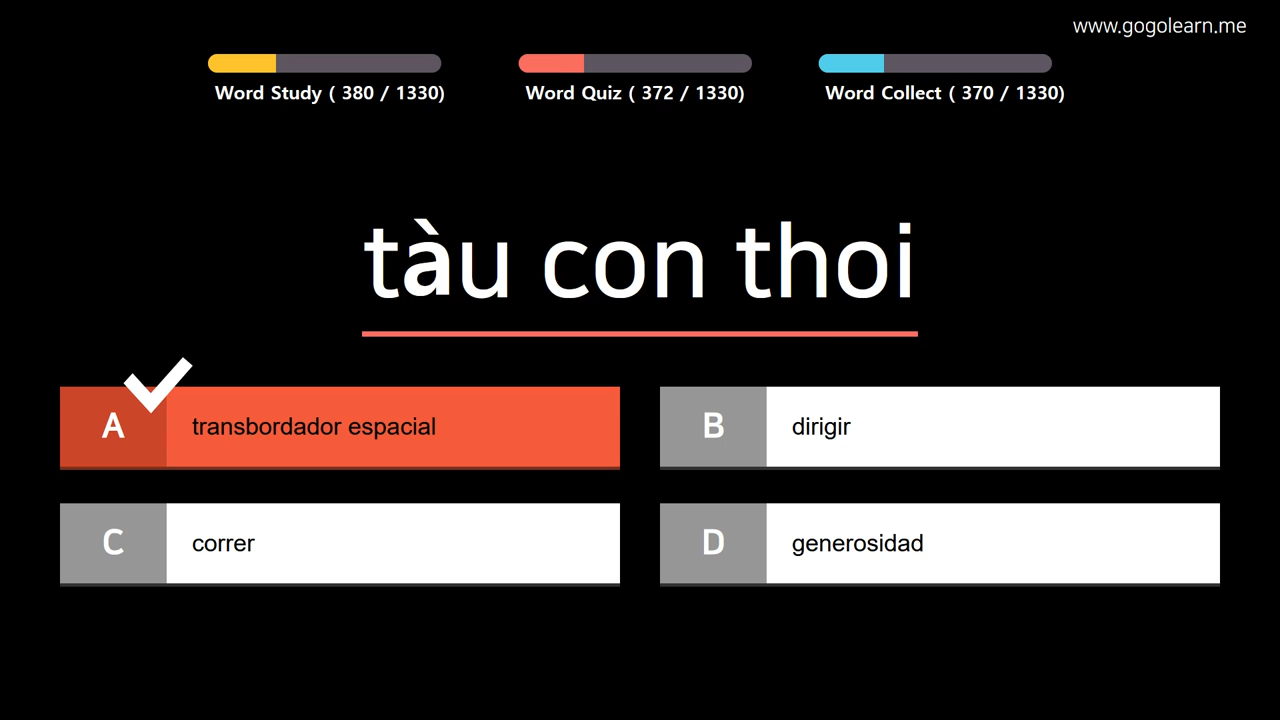 www.gogolearn.me
Word Study ( 380 / 1330)
Word Quiz ( 372 / 1330)
Word Collect ( 370 / 1330)
tàu con thoi
A transbordador espacial
B dirigir
C correr
D generosidad